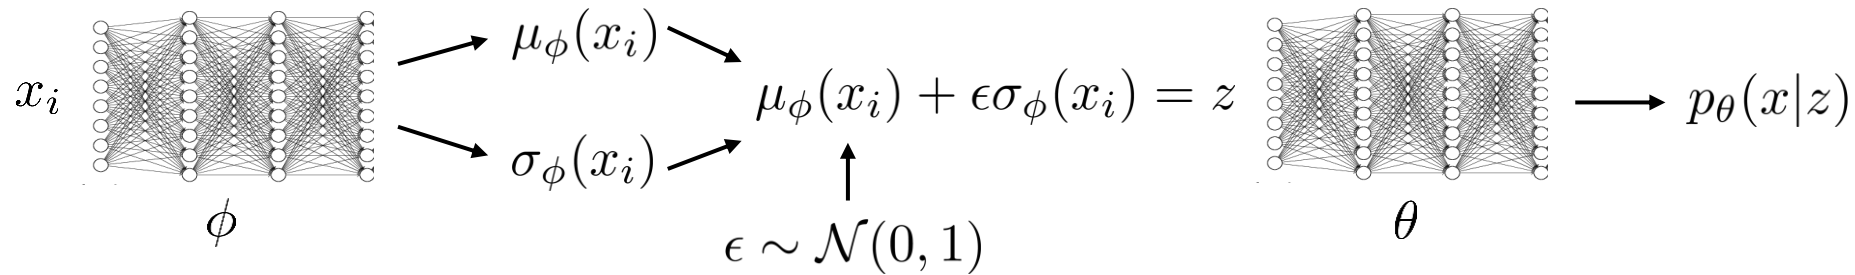 x_i
ϕ
μ_ϕ(x_i)
σ_ϕ(x_i)
μ_ϕ(x_i) + ϵσ_ϕ(x_i) = z
ϵ ∼ 𝒩(0, 1)
θ
p_θ(x|z)